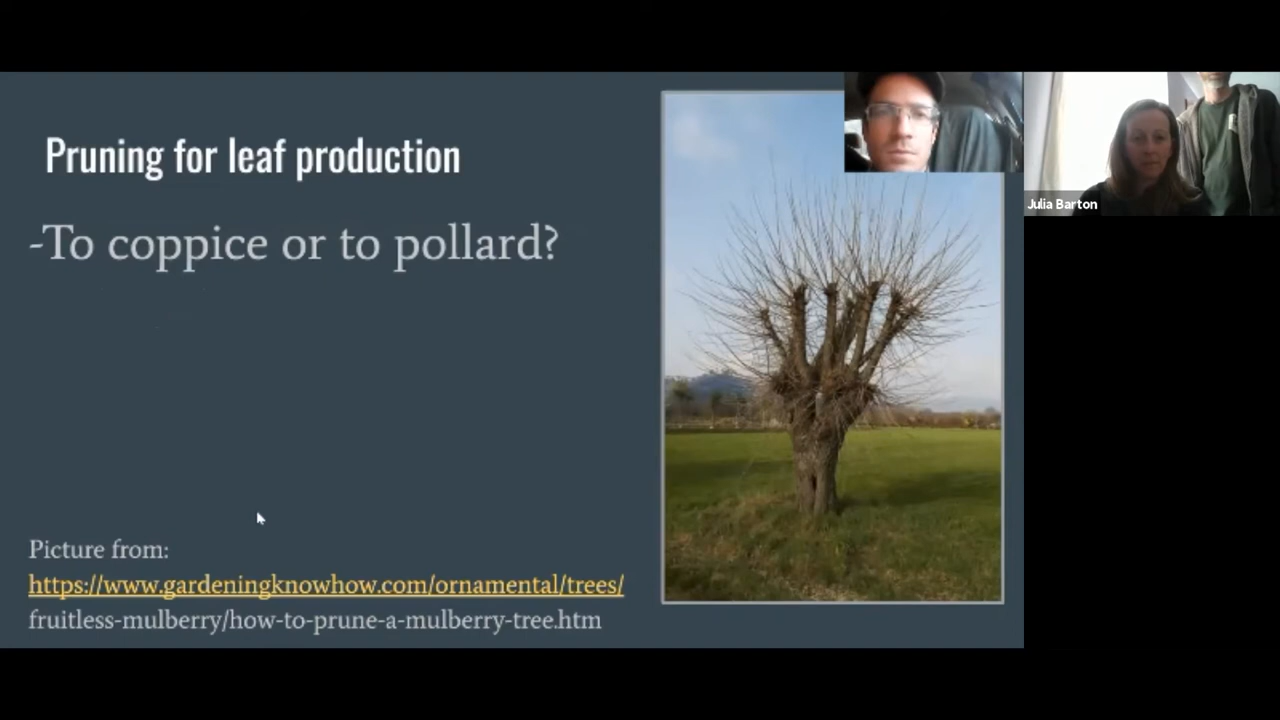 Pruning for leaf production
-To coppice or to pollard?
Picture from:
https://www.gardeningknowhow.com/ornamental/trees/
fruitless-mulberry/how-to-prune-a-mulberry-tree.htm
Julia Barton